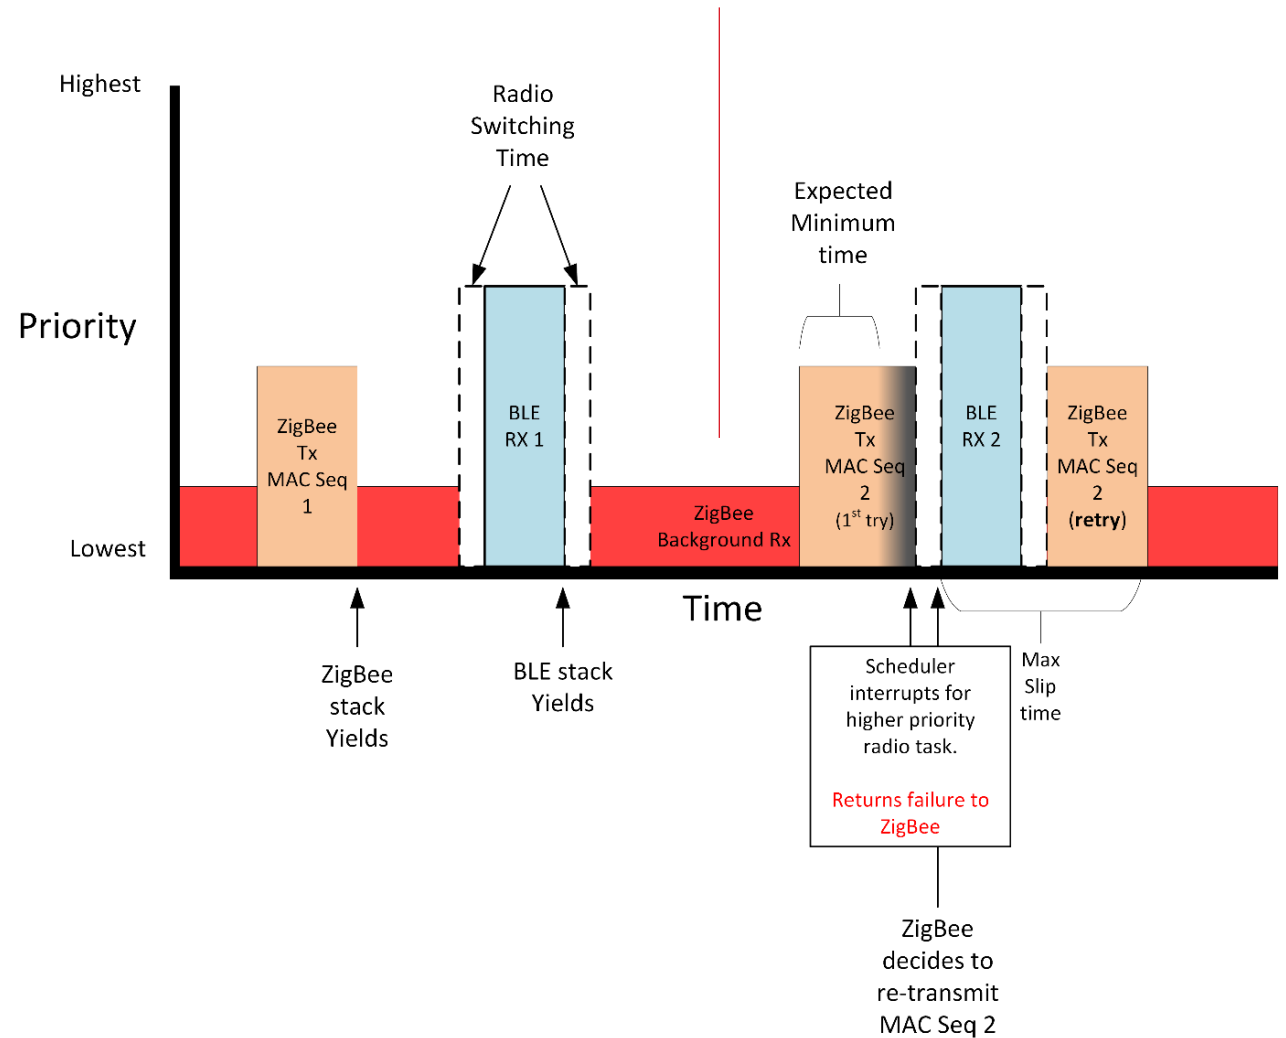 Highest
Radio
Switching
Time
Expected
Minimum
time
Priority
ZigBee
Tx
MAC Seq
1
BLE
RX 1
ZigBee
Background Rx
ZigBee
Tx
MAC Seq
2
(1st try)
BLE
RX 2
ZigBee
Tx
MAC Seq
2
(retry)
Lowest
Time
ZigBee
stack
Yields
BLE stack
Yields
Scheduler
interrupts for
higher priority
radio task.
Returns failure to
ZigBee
Max
Slip
time
ZigBee
decides to
re-transmit
MAC Seq 2